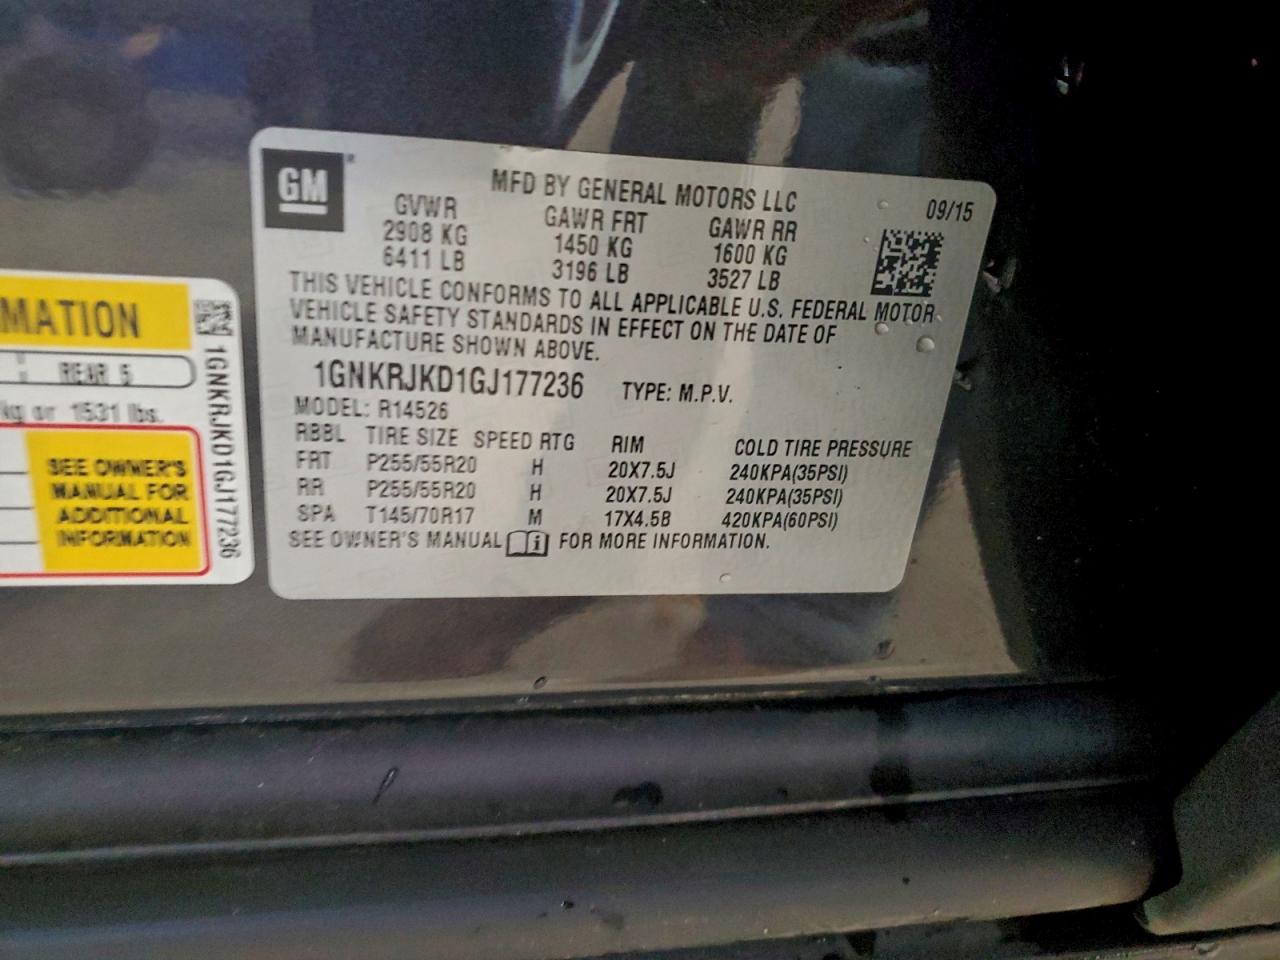 GM
MFD BY GENERAL MOTORS LLC
09/15
GVWR GAWR FRT GAWR RR
2908 KG 1450 KG 1600 KG
6411 LB 3196 LB 3527 LB
THIS VEHICLE CONFORMS TO ALL APPLICABLE U.S. FEDERAL MOTOR
VEHICLE SAFETY STANDARDS IN EFFECT ON THE DATE OF
MANUFACTURE SHOWN ABOVE.
1GNKRJKD1GJ177236 TYPE: M.P.V.
MODEL: R14526
RBBL TIRE SIZE SPEED RTG RIM COLD TIRE PRESSURE
FRT P255/55R20 H 20X7.5J 240KPA(35PSI)
RR P255/55R20 H 20X7.5J 240KPA(35PSI)
SPA T145/70R17 M 17X4.5B 420KPA(60PSI)
SEE OWNER'S MANUAL FOR MORE INFORMATION.
MATION
REAR 5
kg or 1531 lbs.
SEE OWNER'S
MANUAL FOR
ADDITIONAL
INFORMATION
1GNKRJKD1GJ177236